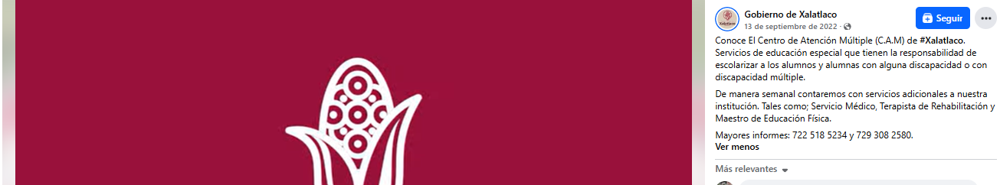 Gobierno de Xalatlaco
Seguir
13 de septiembre de 2022 ·
Conoce El Centro de Atención Múltiple (C.A.M) de #Xalatlaco.
Servicios de educación especial que tienen la responsabilidad de
escolarizar a los alumnos y alumnas con alguna discapacidad o con
discapacidad múltiple.
De manera semanal contaremos con servicios adicionales a nuestra
institución. Tales como; Servicio Médico, Terapista de Rehabilitación y
Maestro de Educación Física.
Mayores informes: 722 518 5234 y 729 308 2580.
Ver menos
Más relevantes